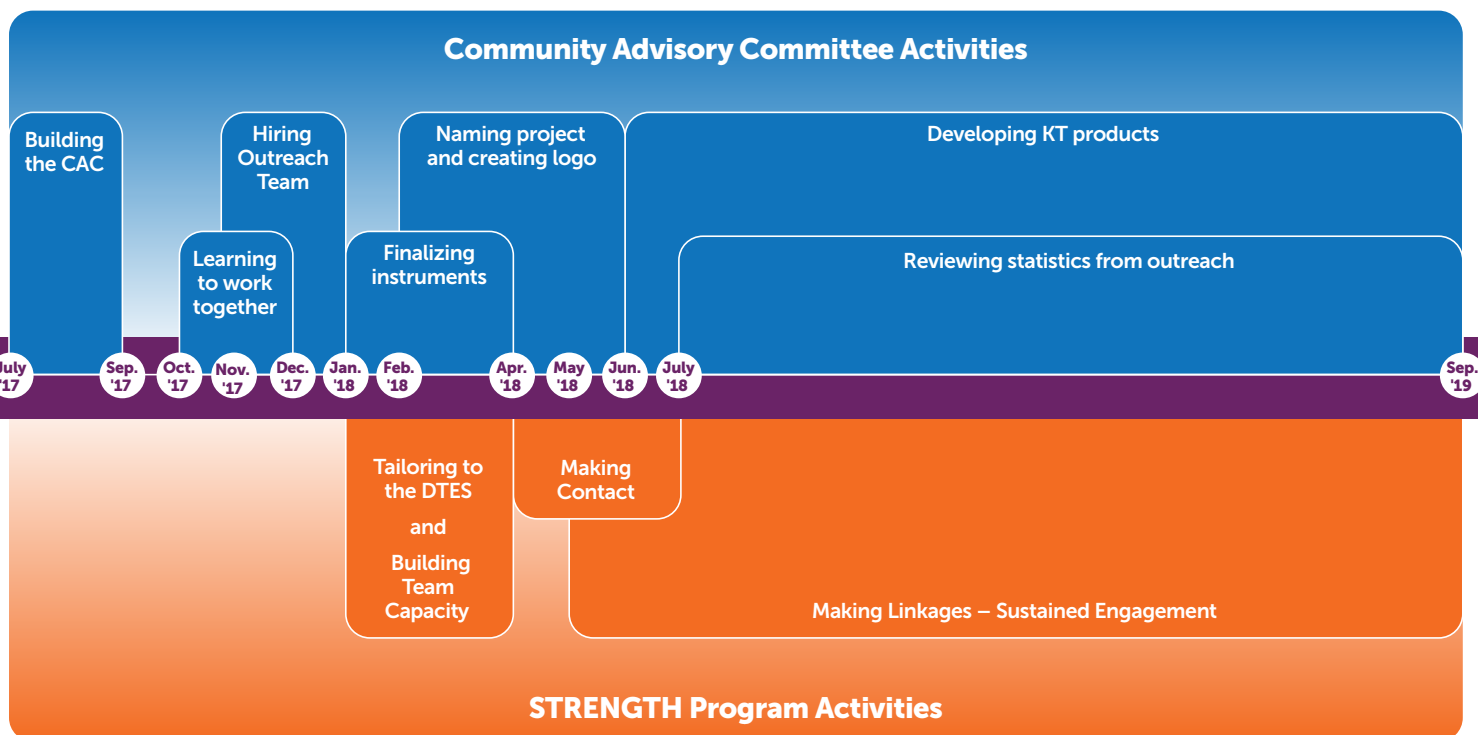 Community Advisory Committee Activities
Building
the CAC
Hiring
Outreach
Team
Naming project
and creating logo
Developing KT products
Learning
to work
together
Finalizing
instruments
Reviewing statistics from outreach
July
'17
Sep.
'17
Oct.
'17
Nov.
'17
Dec.
'17
Jan.
'18
Feb.
'18
Apr.
'18
May
'18
Jun.
'18
July
'18
Sep.
'19
Tailoring to
the DTES
and
Building
Team
Capacity
Making
Contact
Making Linkages – Sustained Engagement
STRENGTH Program Activities